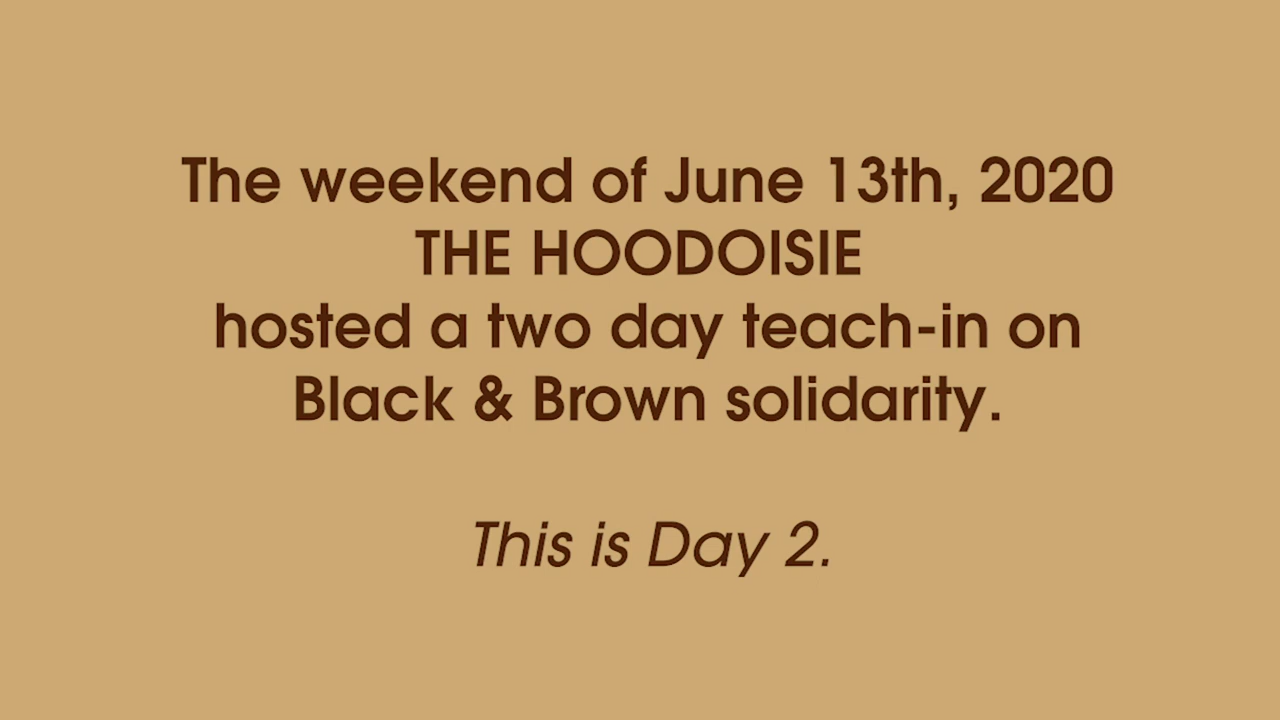 The weekend of June 13th, 2020
THE HOODOISIE
hosted a two day teach-in on
Black & Brown solidarity.
This is Day 2.